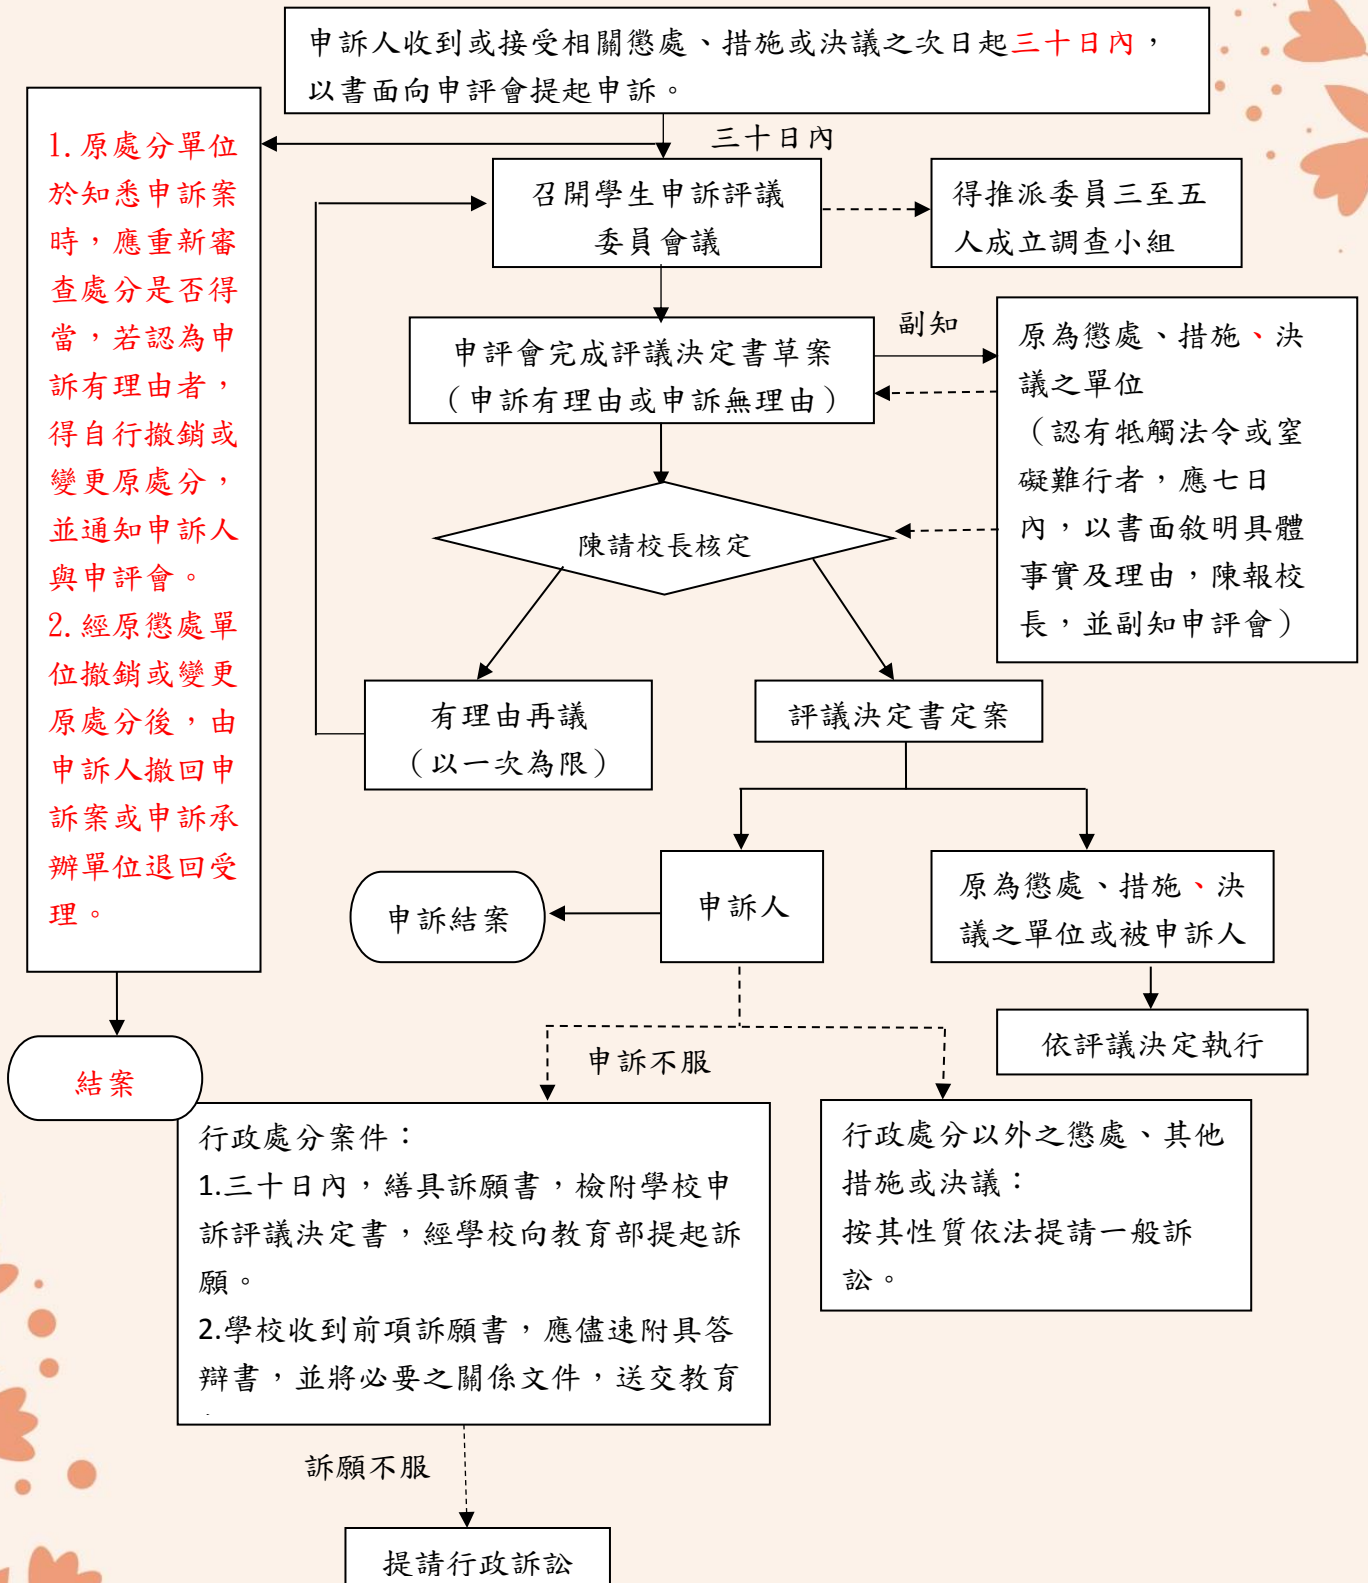 申訴人收到或接受相關懲處、措施或決議之次日起三十日內，
以書面向申評會提起申訴。
三十日內
1.原處分單位
於知悉申訴案
時，應重新審
查處分是否得
當，若認為申
訴有理由者，
得自行撤銷或
變更原處分，
並通知申訴人
與申評會。
2.經原懲處單
位撤銷或變更
原處分後，由
申訴人撤回申
訴案或申訴承
辦單位退回受
理。
結案
召開學生申訴評議
委員會議
得推派委員三至五
人成立調查小組
申評會完成評議決定書草案
（申訴有理由或申訴無理由）
副知
原為懲處、措施、決
議之單位
（認有牴觸法令或窒
礙難行者，應七日
內，以書面敘明具體
事實及理由，陳報校
長，並副知申評會）
陳請校長核定
有理由再議
（以一次為限）
評議決定書定案
申訴結案
申訴人
原為懲處、措施、決
議之單位或被申訴人
依評議決定執行
申訴不服
行政處分案件：
1.三十日內，繕具訴願書，檢附學校申
訴評議決定書，經學校向教育部提起訴
願。
2.學校收到前項訴願書，應儘速附具答
辯書，並將必要之關係文件，送交教育
行政處分以外之懲處、其他
措施或決議：
按其性質依法提請一般訴
訟。
訴願不服
提請行政訴訟